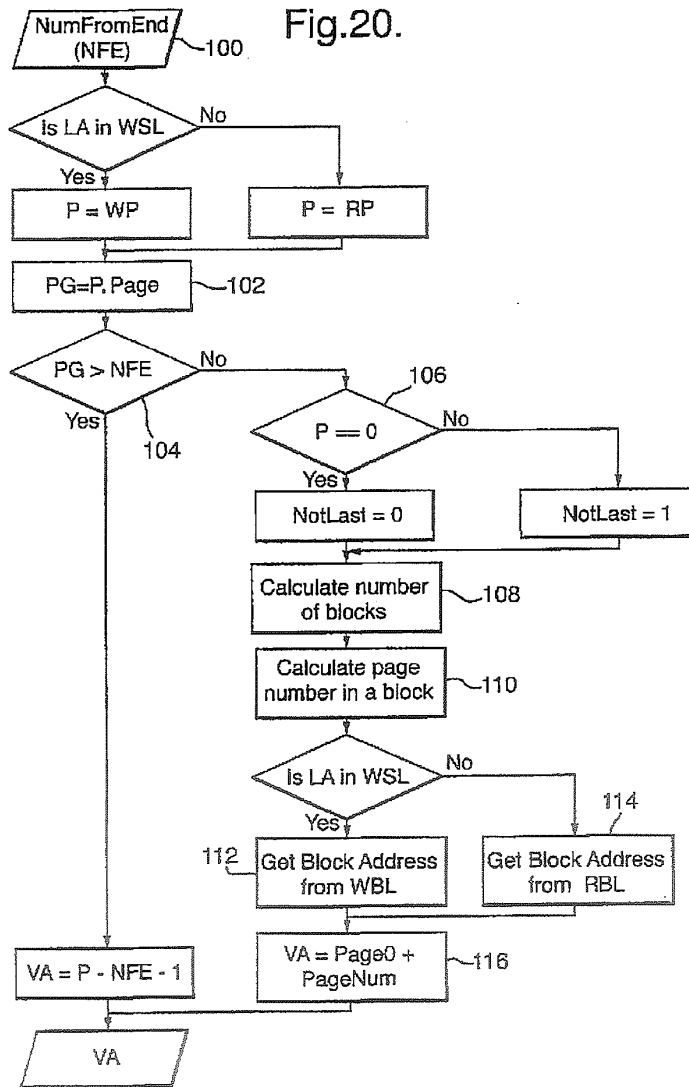 Fig.20.
NumFromEnd
(NFE)
100
Is LA in WSL
No
Yes
P = WP
P = RP
PG=P.Page
102
PG > NFE
No
Yes
104
106
P == 0
No
Yes
NotLast = 0
NotLast = 1
Calculate number
of blocks
108
Calculate page
number in a block
110
Is LA in WSL
No
Yes
112
Get Block Address
from WBL
114
Get Block Address
from RBL
VA = P - NFE - 1
VA = Page0 +
PageNum
116
VA